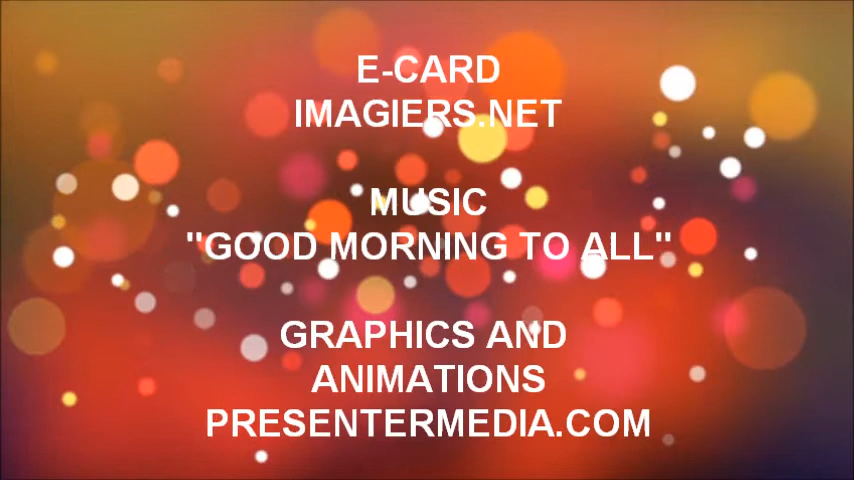 E-CARD
IMAGIERS.NET
MUSIC
"GOOD MORNING TO ALL"
GRAPHICS AND
ANIMATIONS
PRESENTERMEDIA.COM